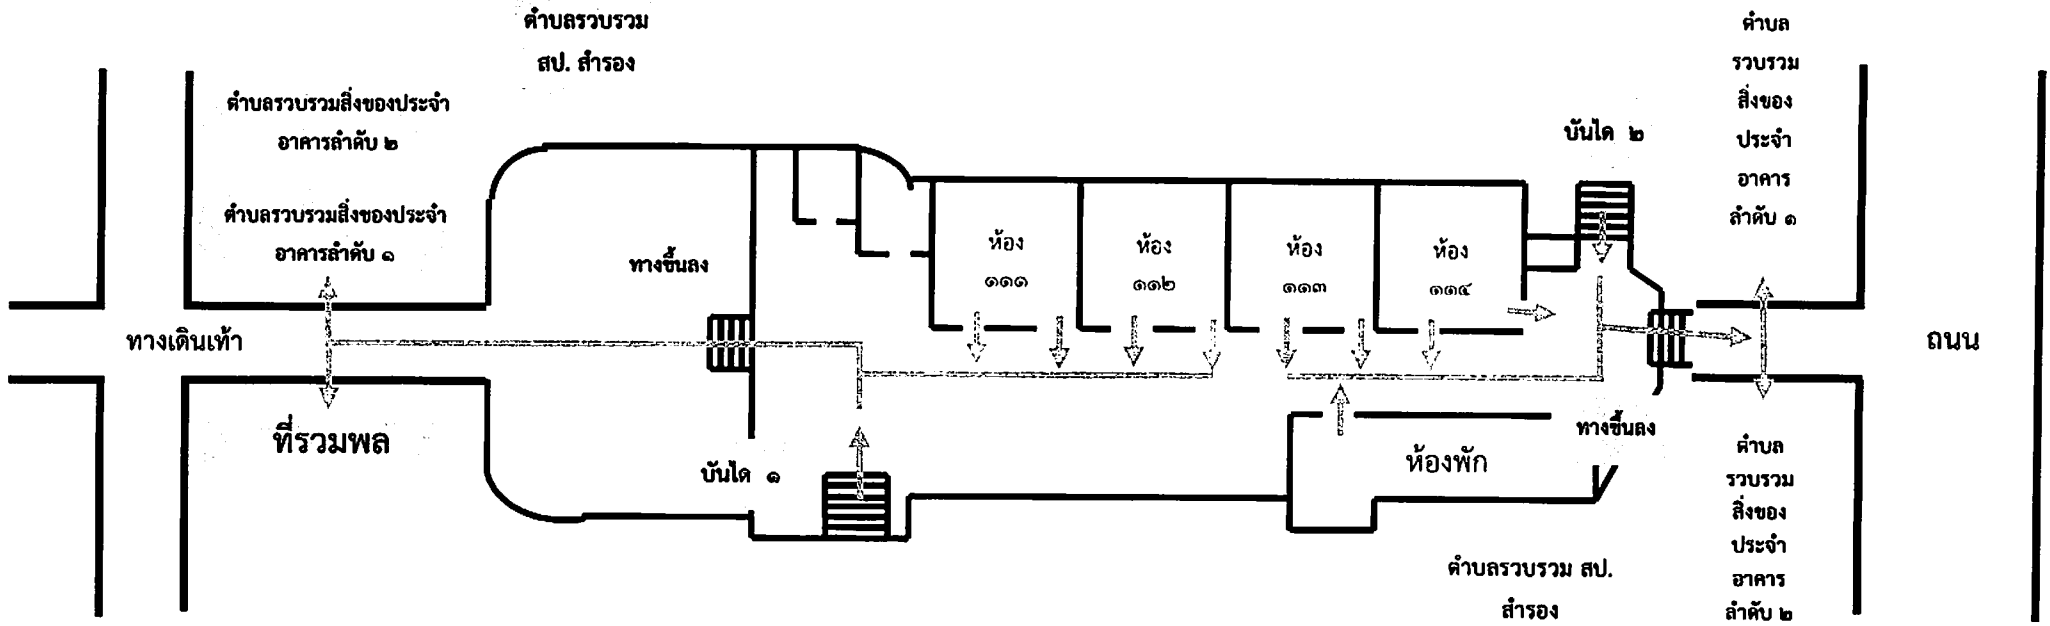 ตำบลรวบรวม
สป. สำรอง
ตำบลรวบรวมสิ่งของประจำ
อาคารลำดับ ๒
ตำบลรวบรวมสิ่งของประจำ
อาคารลำดับ ๑
ทางเดินเท้า
ที่รวมพล
ทางขึ้นลง
บันได ๑
ห้อง
๑๑๑
ห้อง
๑๑๒
ห้อง
๑๑๓
ห้อง
๑๑๔
บันได ๒
ห้องพัก
ทางขึ้นลง
ตำบลรวบรวม สป.
สำรอง
ตำบล
รวบรวม
สิ่งของ
ประจำ
อาคาร
ลำดับ ๑
ตำบล
รวบรวม
สิ่งของ
ประจำ
อาคาร
ลำดับ ๒
ถนน